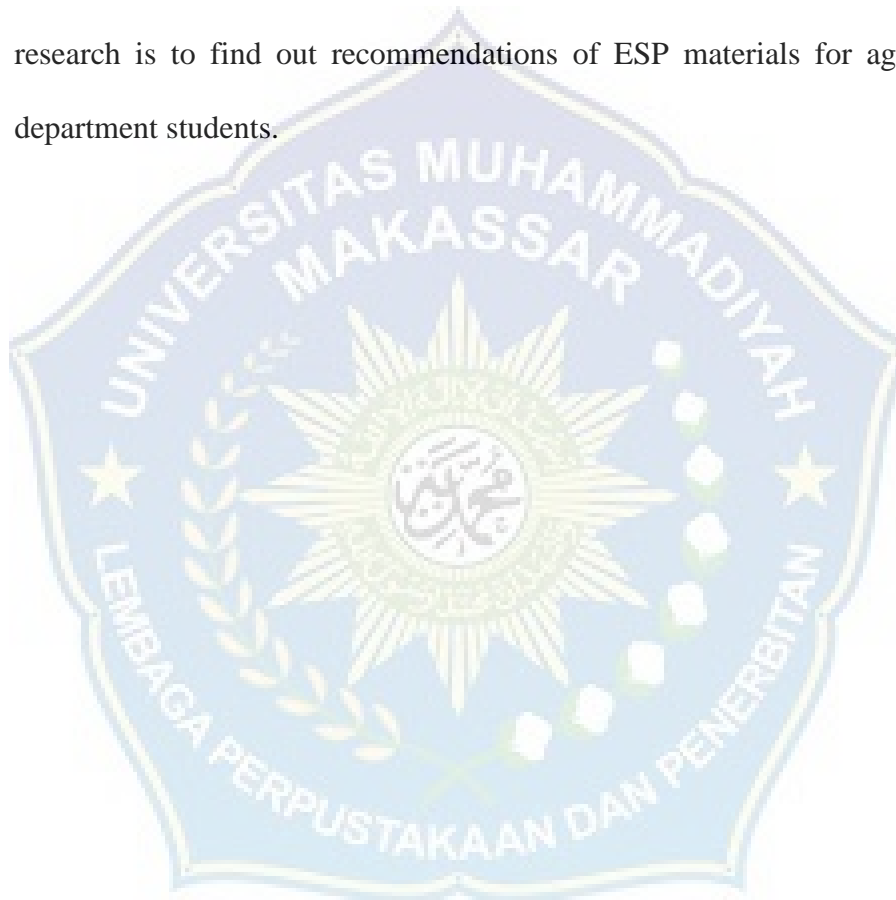 research is to find out recommendations of ESP materials for ag
department students.
UNIVERSITAS MUHAMMADIYAH
MAKASSAR
LEMBAGA PERPUSTAKAAN DAN PENERBITAN